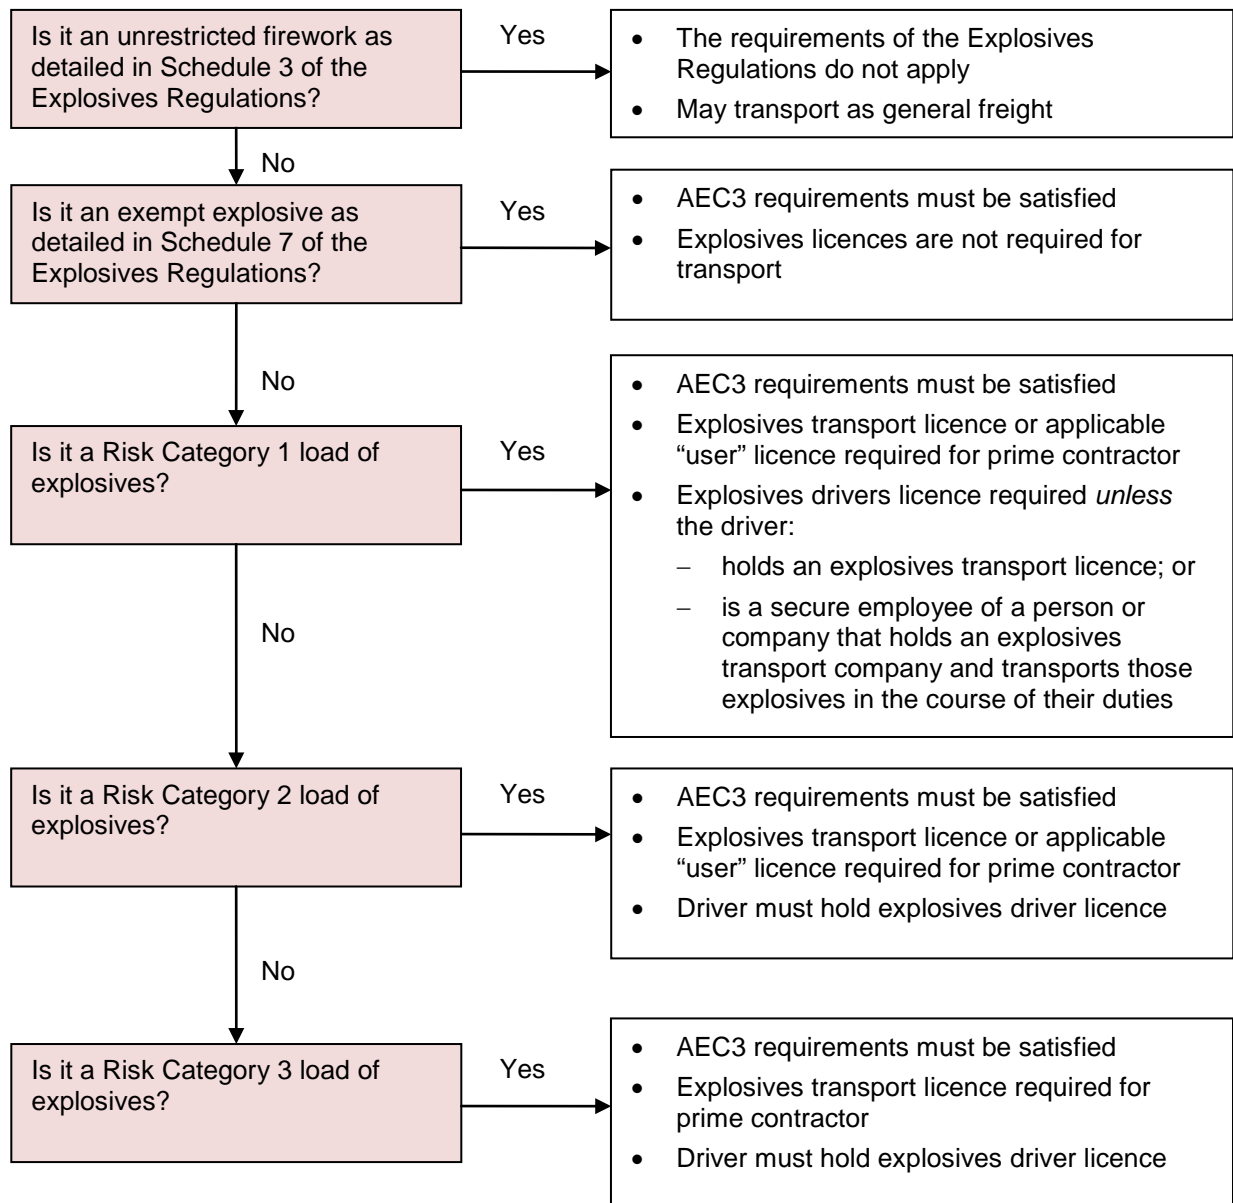 Is it an unrestricted firework as
detailed in Schedule 3 of the
Explosives Regulations?
Yes
• The requirements of the Explosives
Regulations do not apply
• May transport as general freight
No
Is it an exempt explosive as
detailed in Schedule 7 of the
Explosives Regulations?
Yes
• AEC3 requirements must be satisfied
• Explosives licences are not required for
transport
No
Is it a Risk Category 1 load of
explosives?
Yes
• AEC3 requirements must be satisfied
• Explosives transport licence or applicable
“user” licence required for prime contractor
• Explosives drivers licence required unless
the driver:
− holds an explosives transport licence; or
− is a secure employee of a person or
company that holds an explosives
transport company and transports those
explosives in the course of their duties
No
Is it a Risk Category 2 load of
explosives?
Yes
• AEC3 requirements must be satisfied
• Explosives transport licence or applicable
“user” licence required for prime contractor
• Driver must hold explosives driver licence
No
Is it a Risk Category 3 load of
explosives?
Yes
• AEC3 requirements must be satisfied
• Explosives transport licence required for
prime contractor
• Driver must hold explosives driver licence